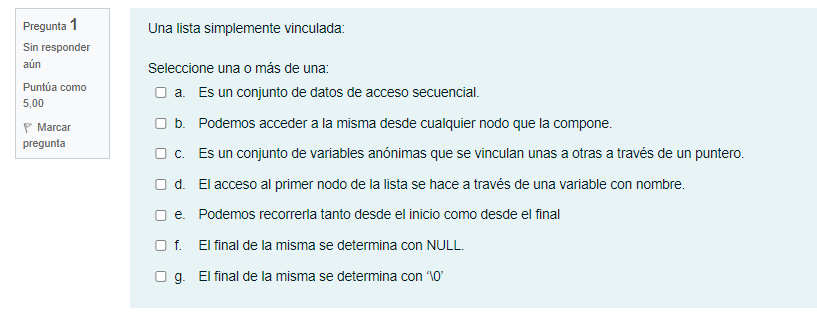 Pregunta 1
Sin responder
aún
Puntúa como
5,00
Marcar
pregunta
Una lista simplemente vinculada:
Seleccione una o más de una:
a. Es un conjunto de datos de acceso secuencial.
b. Podemos acceder a la misma desde cualquier nodo que la compone.
c. Es un conjunto de variables anónimas que se vinculan unas a otras a través de un puntero.
d. El acceso al primer nodo de la lista se hace a través de una variable con nombre.
e. Podemos recorrerla tanto desde el inicio como desde el final
f. El final de la misma se determina con NULL.
g. El final de la misma se determina con '\0'